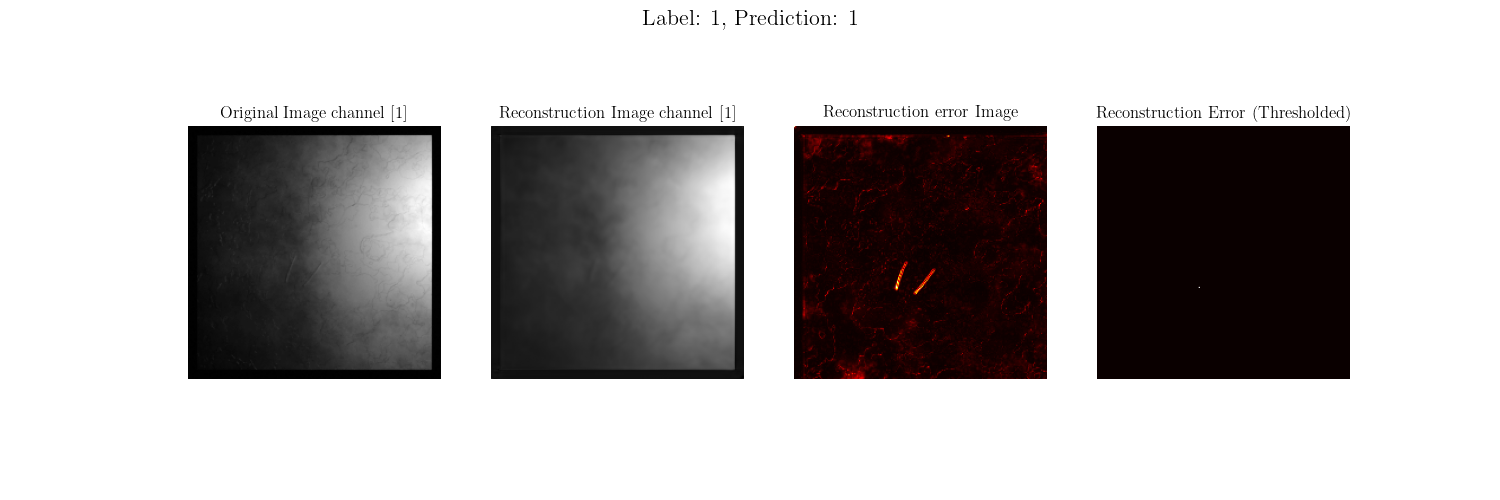 Label: 1, Prediction: 1
Original Image channel [1]
Reconstruction Image channel [1]
Reconstruction error Image
Reconstruction Error (Thresholded)